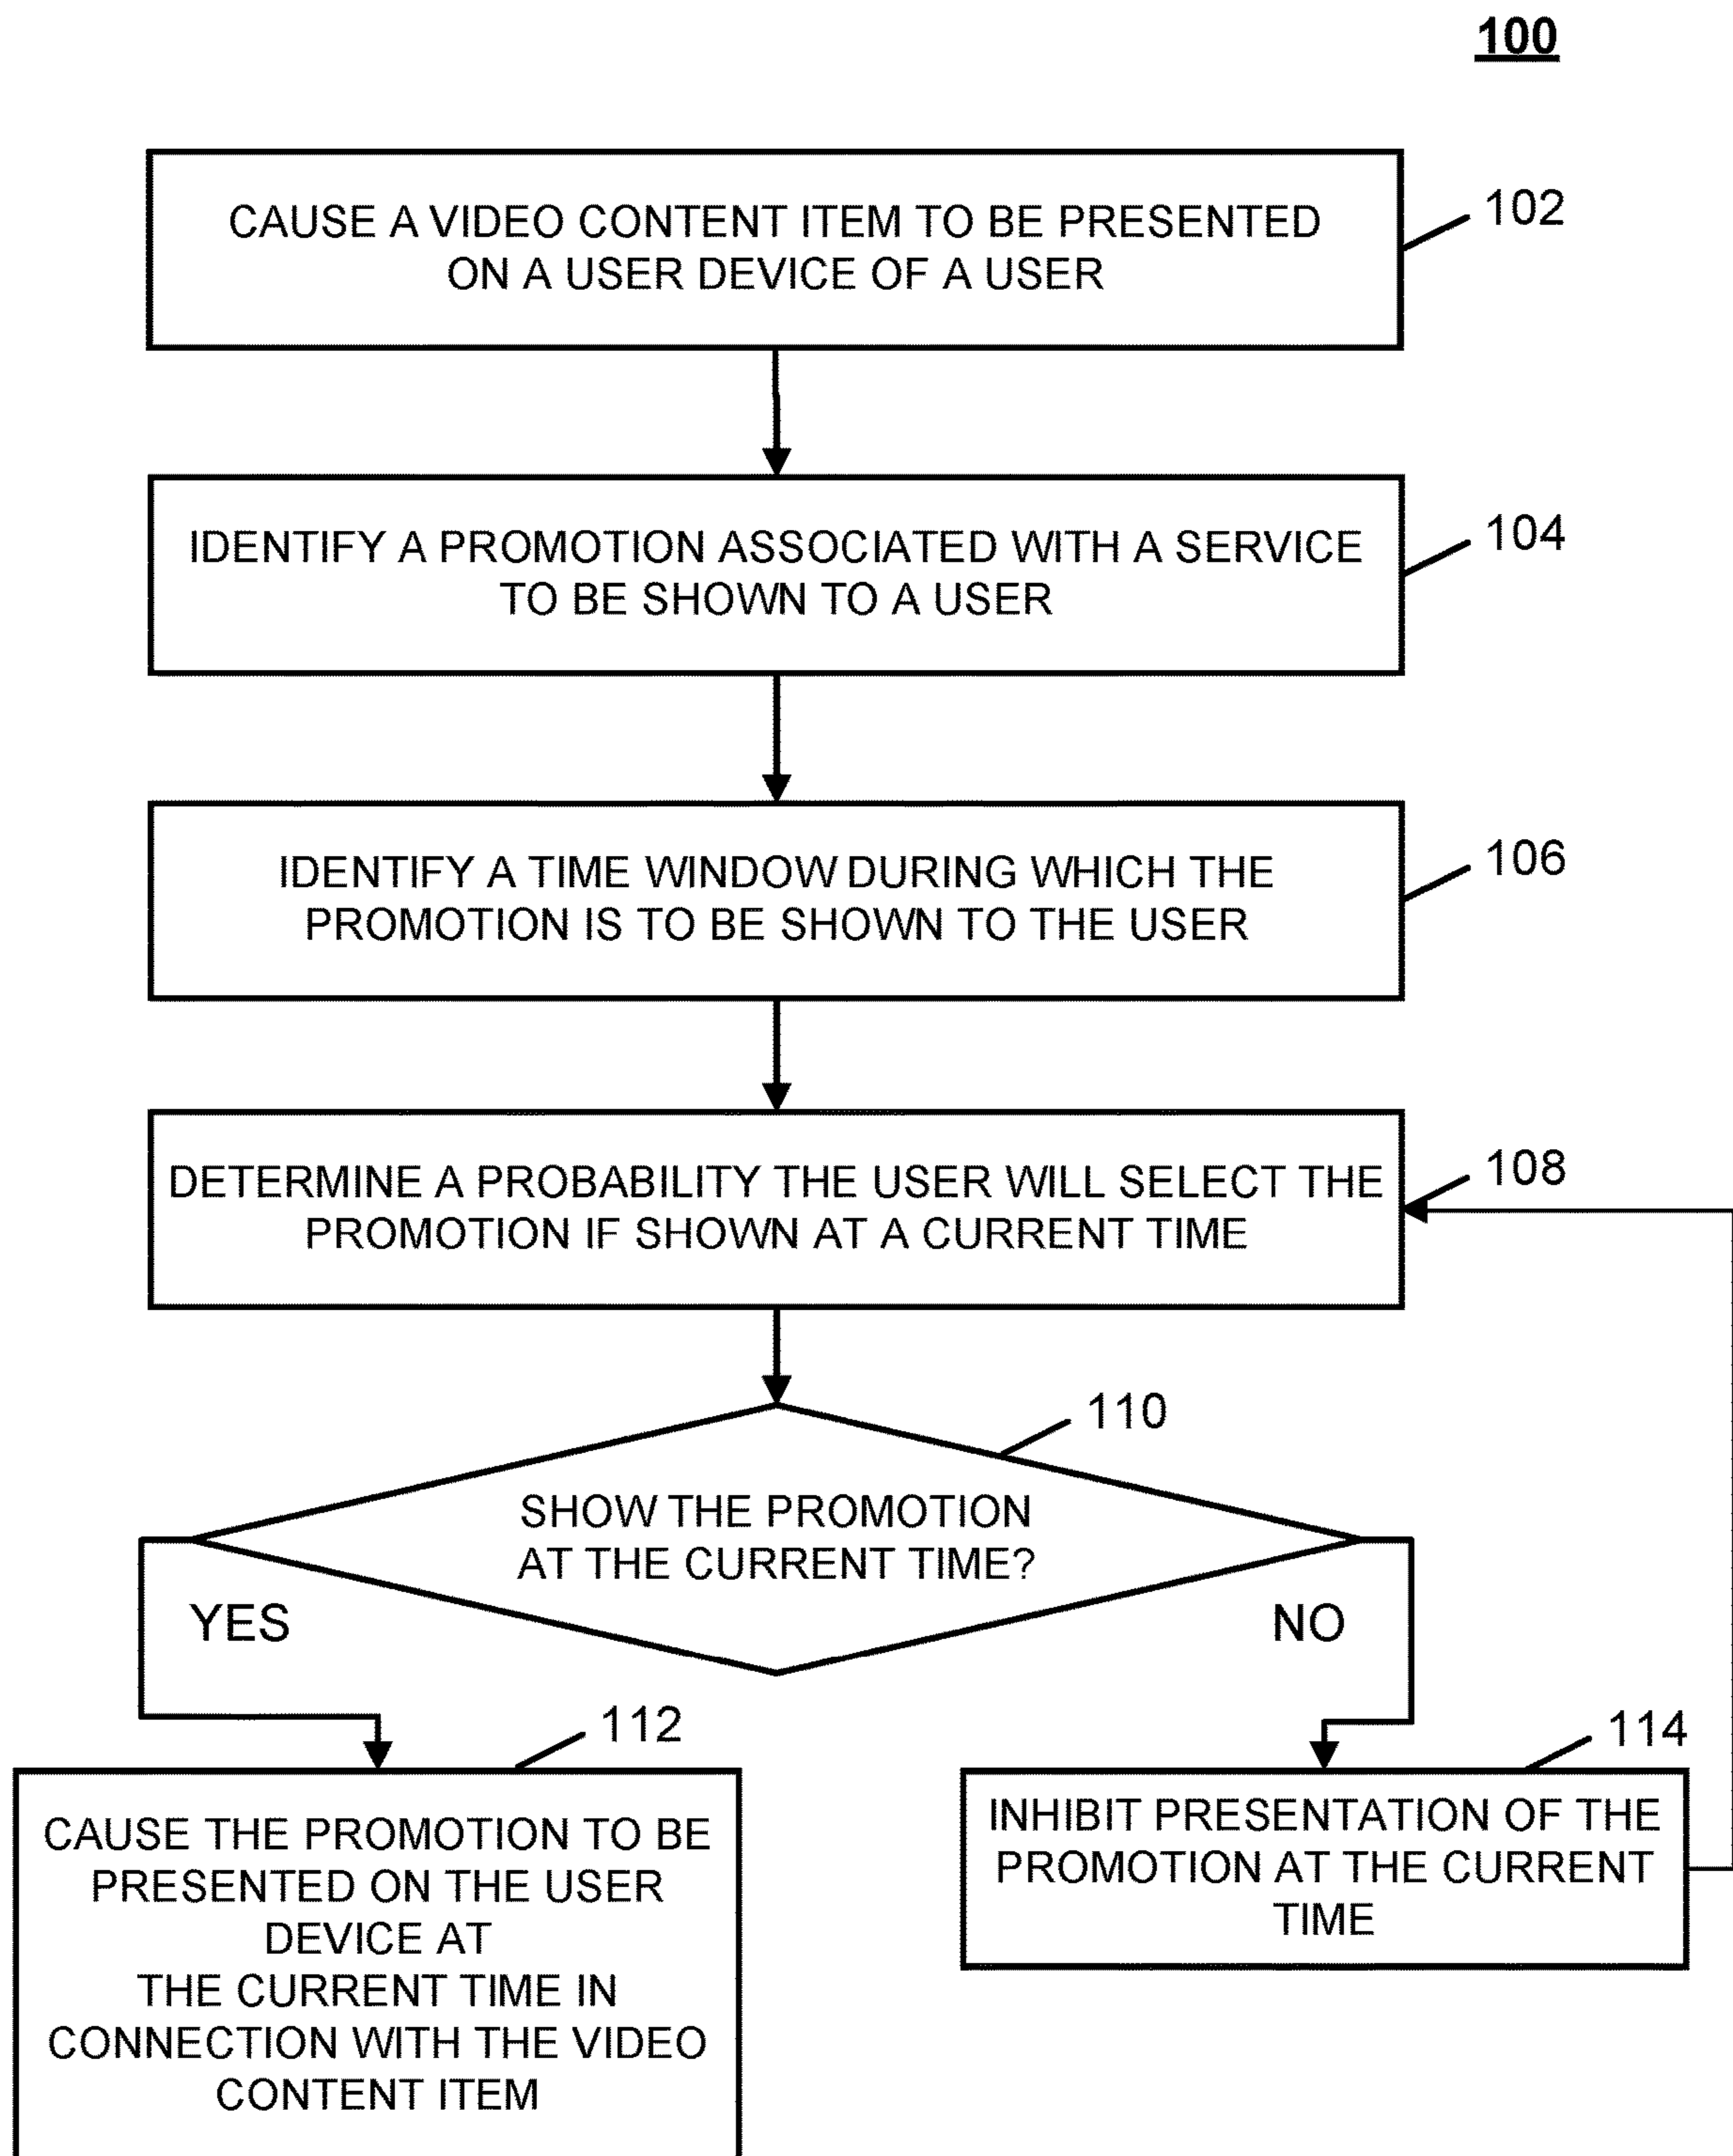 100
CAUSE A VIDEO CONTENT ITEM TO BE PRESENTED
ON A USER DEVICE OF A USER
102
IDENTIFY A PROMOTION ASSOCIATED WITH A SERVICE
TO BE SHOWN TO A USER
104
IDENTIFY A TIME WINDOW DURING WHICH THE
PROMOTION IS TO BE SHOWN TO THE USER
106
DETERMINE A PROBABILITY THE USER WILL SELECT THE
PROMOTION IF SHOWN AT A CURRENT TIME
108
110
SHOW THE PROMOTION
AT THE CURRENT TIME?
YES
NO
112
CAUSE THE PROMOTION TO BE
PRESENTED ON THE USER
DEVICE AT
THE CURRENT TIME IN
CONNECTION WITH THE VIDEO
CONTENT ITEM
114
INHIBIT PRESENTATION OF THE
PROMOTION AT THE CURRENT
TIME